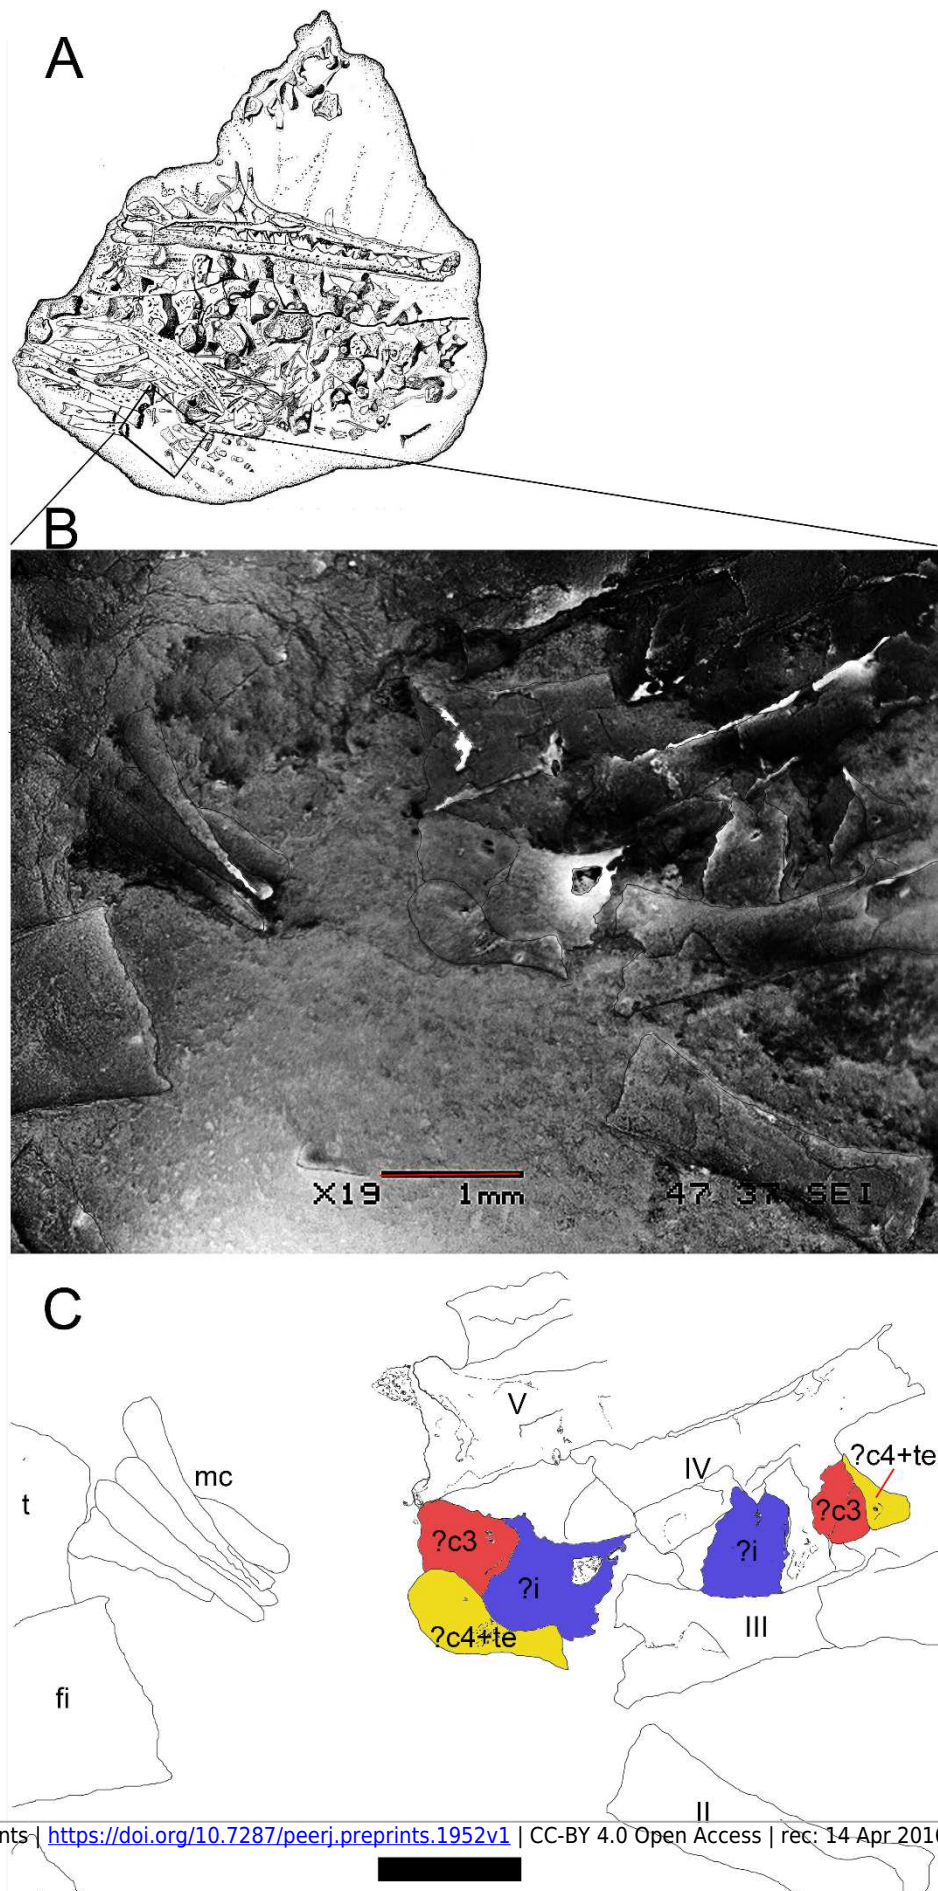 A
B
X19 1mm 47 37 SEI
C
V
mc
IV
?c4+te
t
?c3
?c3
?i
?i
?c4+te
III
fi
II
nts | https://doi.org/10.7287/peerj.preprints.1952v1 | CC-BY 4.0 Open Access | rec: 14 Apr 2016